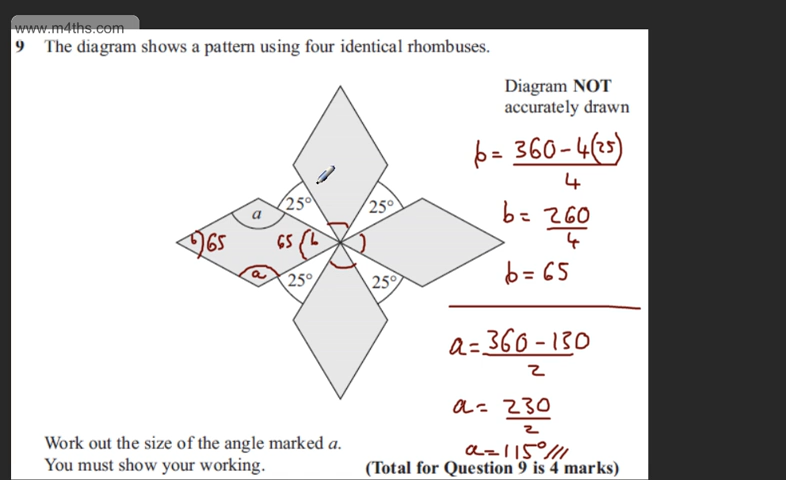 www.m4ths.com
9 The diagram shows a pattern using four identical rhombuses.
Diagram NOT
accurately drawn
b = 360 - 4(25)
4
b = 260
4
b = 65
a = 360 - 130
2
a = 230
2
a = 115° ///
25°
25°
a
b 65
65 b
a
25°
25°
Work out the size of the angle marked a.
You must show your working.
(Total for Question 9 is 4 marks)